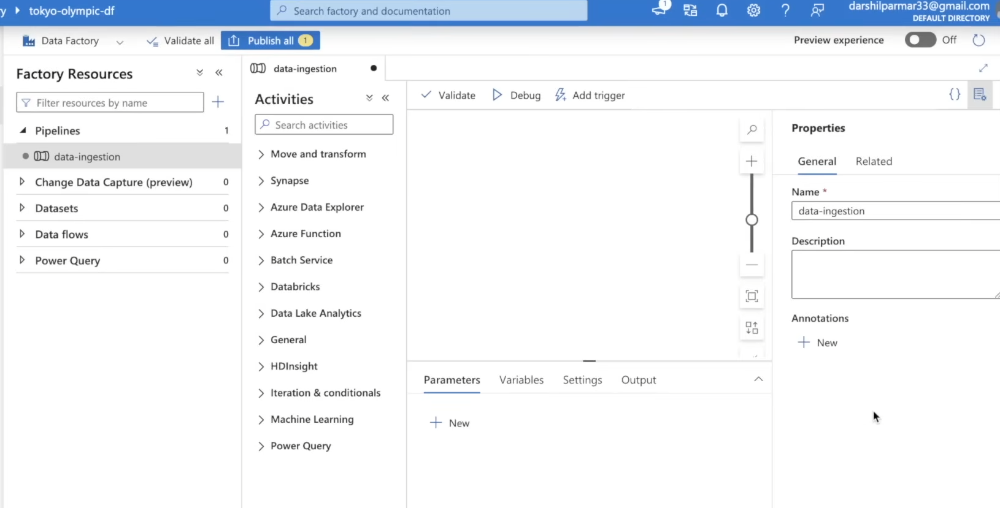 y tokyo-olympic-df
Search factory and documentation
1
darshilparmar33@gmail.com
DEFAULT DIRECTORY
Data Factory
Validate all
Publish all 1
Preview experience
Off
Factory Resources
Filter resources by name
Pipelines 1
data-ingestion
Change Data Capture (preview) 0
Datasets 0
Data flows 0
Power Query 0
data-ingestion
Activities
Search activities
Move and transform
Synapse
Azure Data Explorer
Azure Function
Batch Service
Databricks
Data Lake Analytics
General
HDInsight
Iteration & conditionals
Machine Learning
Power Query
Validate
Debug
Add trigger
{}
Parameters Variables Settings Output
New
Properties
General Related
Name *
data-ingestion
Description
Annotations
New